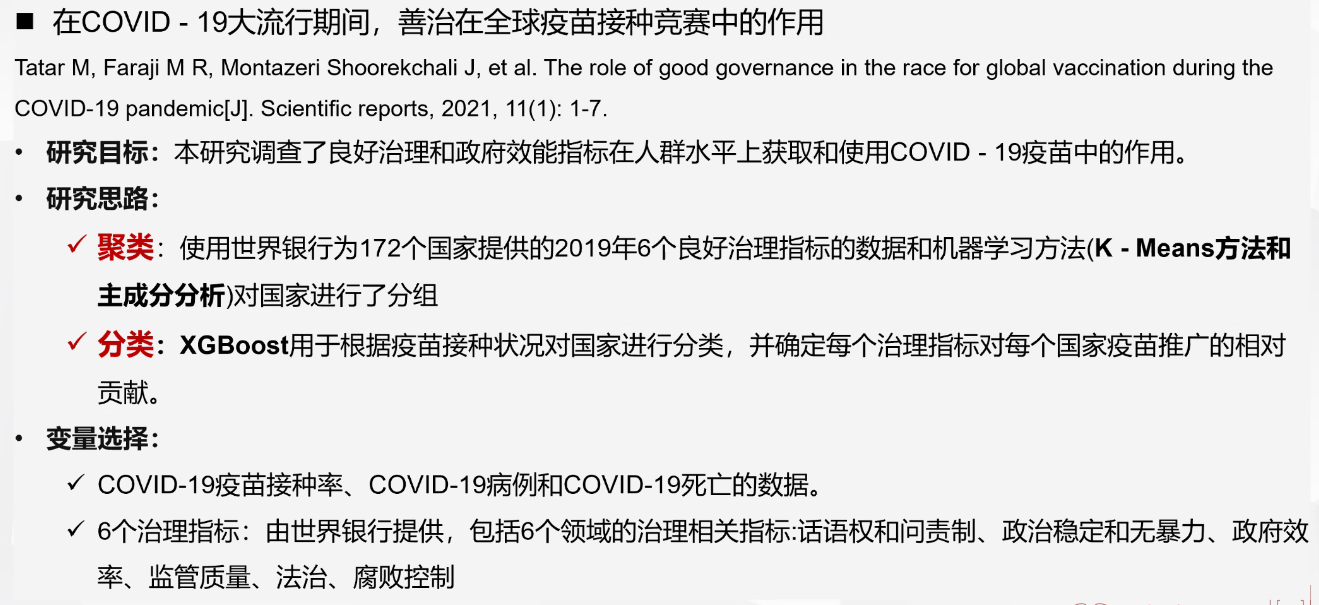 ■ 在COVID - 19大流行期间，善治在全球疫苗接种竞赛中的作用
Tatar M, Faraji M R, Montazeri Shoorekchali J, et al. The role of good governance in the race for global vaccination during the
COVID-19 pandemic[J]. Scientific reports, 2021, 11(1): 1-7.
• 研究目标：本研究调查了良好治理和政府效能指标在人群水平上获取和使用COVID - 19疫苗中的作用。
• 研究思路：
✓ 聚类：使用世界银行为172个国家提供的2019年6个良好治理指标的数据和机器学习方法(K - Means方法和
主成分分析)对国家进行了分组
✓ 分类：XGBoost用于根据疫苗接种状况对国家进行分类，并确定每个治理指标对每个国家疫苗推广的相对
贡献。
• 变量选择：
✓ COVID-19疫苗接种率、COVID-19病例和COVID-19死亡的数据。
✓ 6个治理指标：由世界银行提供，包括6个领域的治理相关指标:话语权和问责制、政治稳定和无暴力、政府效
率、监管质量、法治、腐败控制